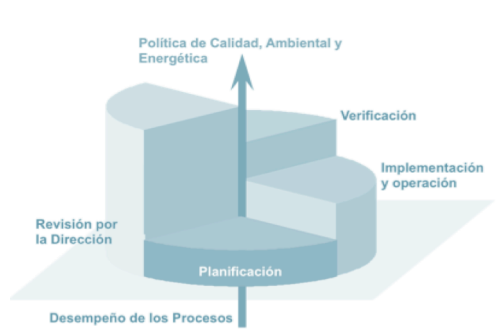 Política de Calidad, Ambiental y
Energética
Verificación
Implementación
y operación
Revisión por
la Dirección
Planificación
Desempeño de los Procesos